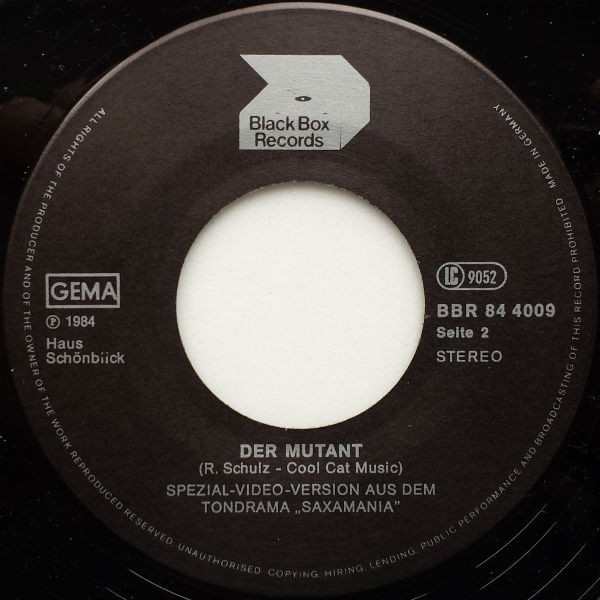 Black Box
Records
ALL RIGHTS OF THE PRODUCER AND OF THE OWNER OF THE WORK REPRODUCED RESERVED. UNAUTHORISED COPYING, HIRING, LENDING, PUBLIC PERFORMANCE AND BROADCASTING OF THIS RECORD PROHIBITED MADE IN GERMANY
GEMA
℗ 1984
Haus
Schönblick
LC 9052
BBR 84 4009
Seite 2
STEREO
DER MUTANT
(R. Schulz - Cool Cat Music)
SPEZIAL-VIDEO-VERSION AUS DEM
TONDRAMA „SAXAMANIA”